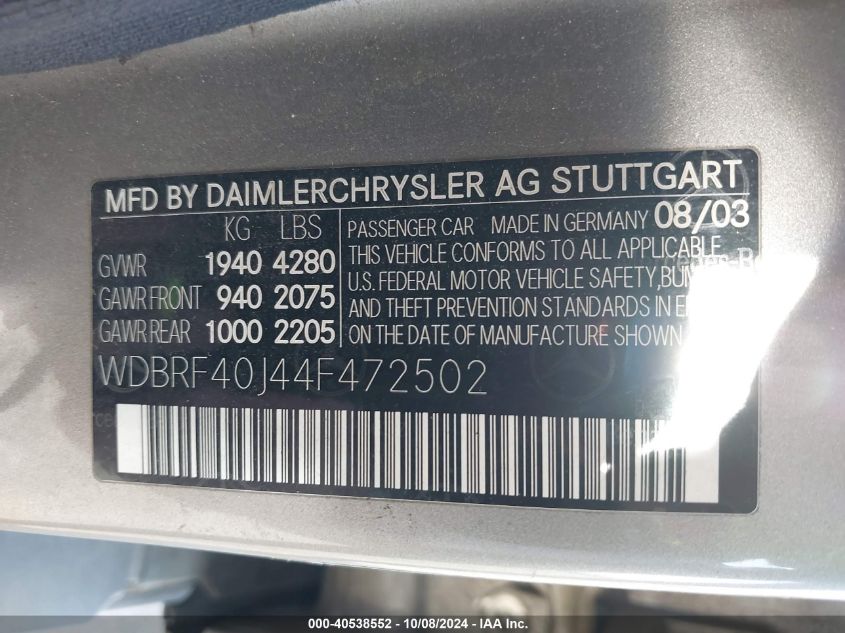 MFD BY DAIMLERCHRYSLER AG STUTTGART
KG LBS
GVWR 1940 4280
GAWR FRONT 940 2075
GAWR REAR 1000 2205
PASSENGER CAR MADE IN GERMANY 08/03
THIS VEHICLE CONFORMS TO ALL APPLICABLE
U.S. FEDERAL MOTOR VEHICLE SAFETY,
AND THEFT PREVENTION STANDARDS IN
ON THE DATE OF MANUFACTURE SHOWN
WDBRF40J44F472502
000-40538552 - 10/08/2024 - IAAI.COM